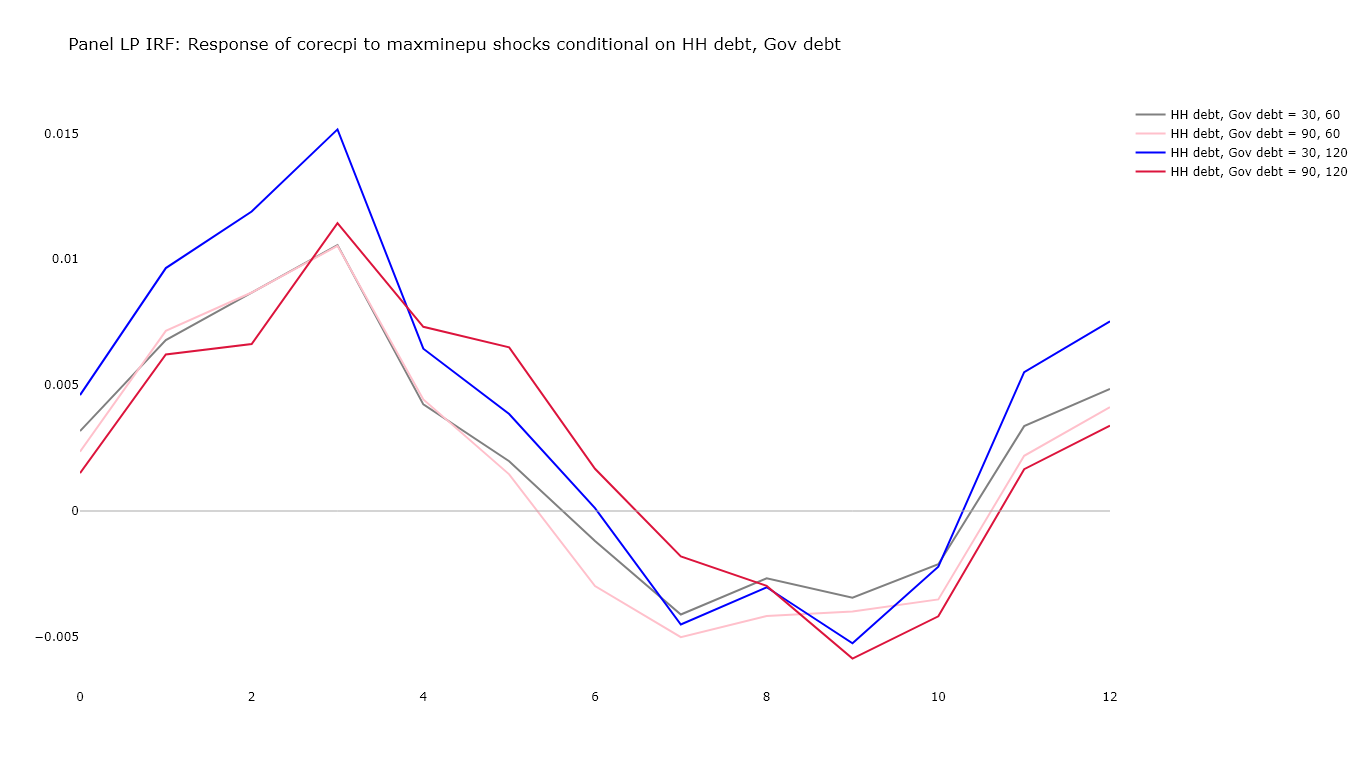 Panel LP IRF: Response of corecpi to maxminepu shocks conditional on HH debt, Gov debt
HH debt, Gov debt = 30, 60
HH debt, Gov debt = 90, 60
HH debt, Gov debt = 30, 120
HH debt, Gov debt = 90, 120
0.015
0.01
0.005
0
−0.005
0
2
4
6
8
10
12